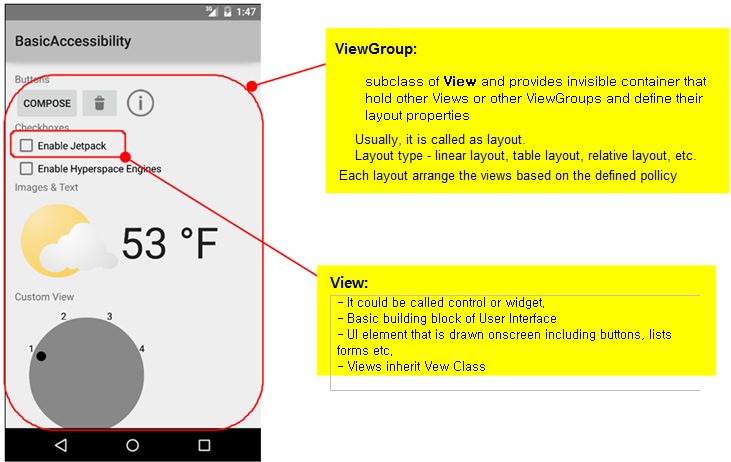 3G 1:47
BasicAccessibility
Buttons
COMPOSE
Checkboxes
Enable Jetpack
Enable Hyperspace Engines
Images & Text
53 °F
Custom View
1
2
3
4
ViewGroup:
subclass of View and provides invisible container that
hold other Views or other ViewGroups and define their
layout properties
Usually, it is called as layout.
Layout type - linear layout, table layout, relative layout, etc.
Each layout arrange the views based on the defined pollicy
View:
- It could be called control or widget,
- Basic building block of User Interface
- UI element that is drawn onscreen including buttons, lists
forms etc,
- Views inherit Vew Class